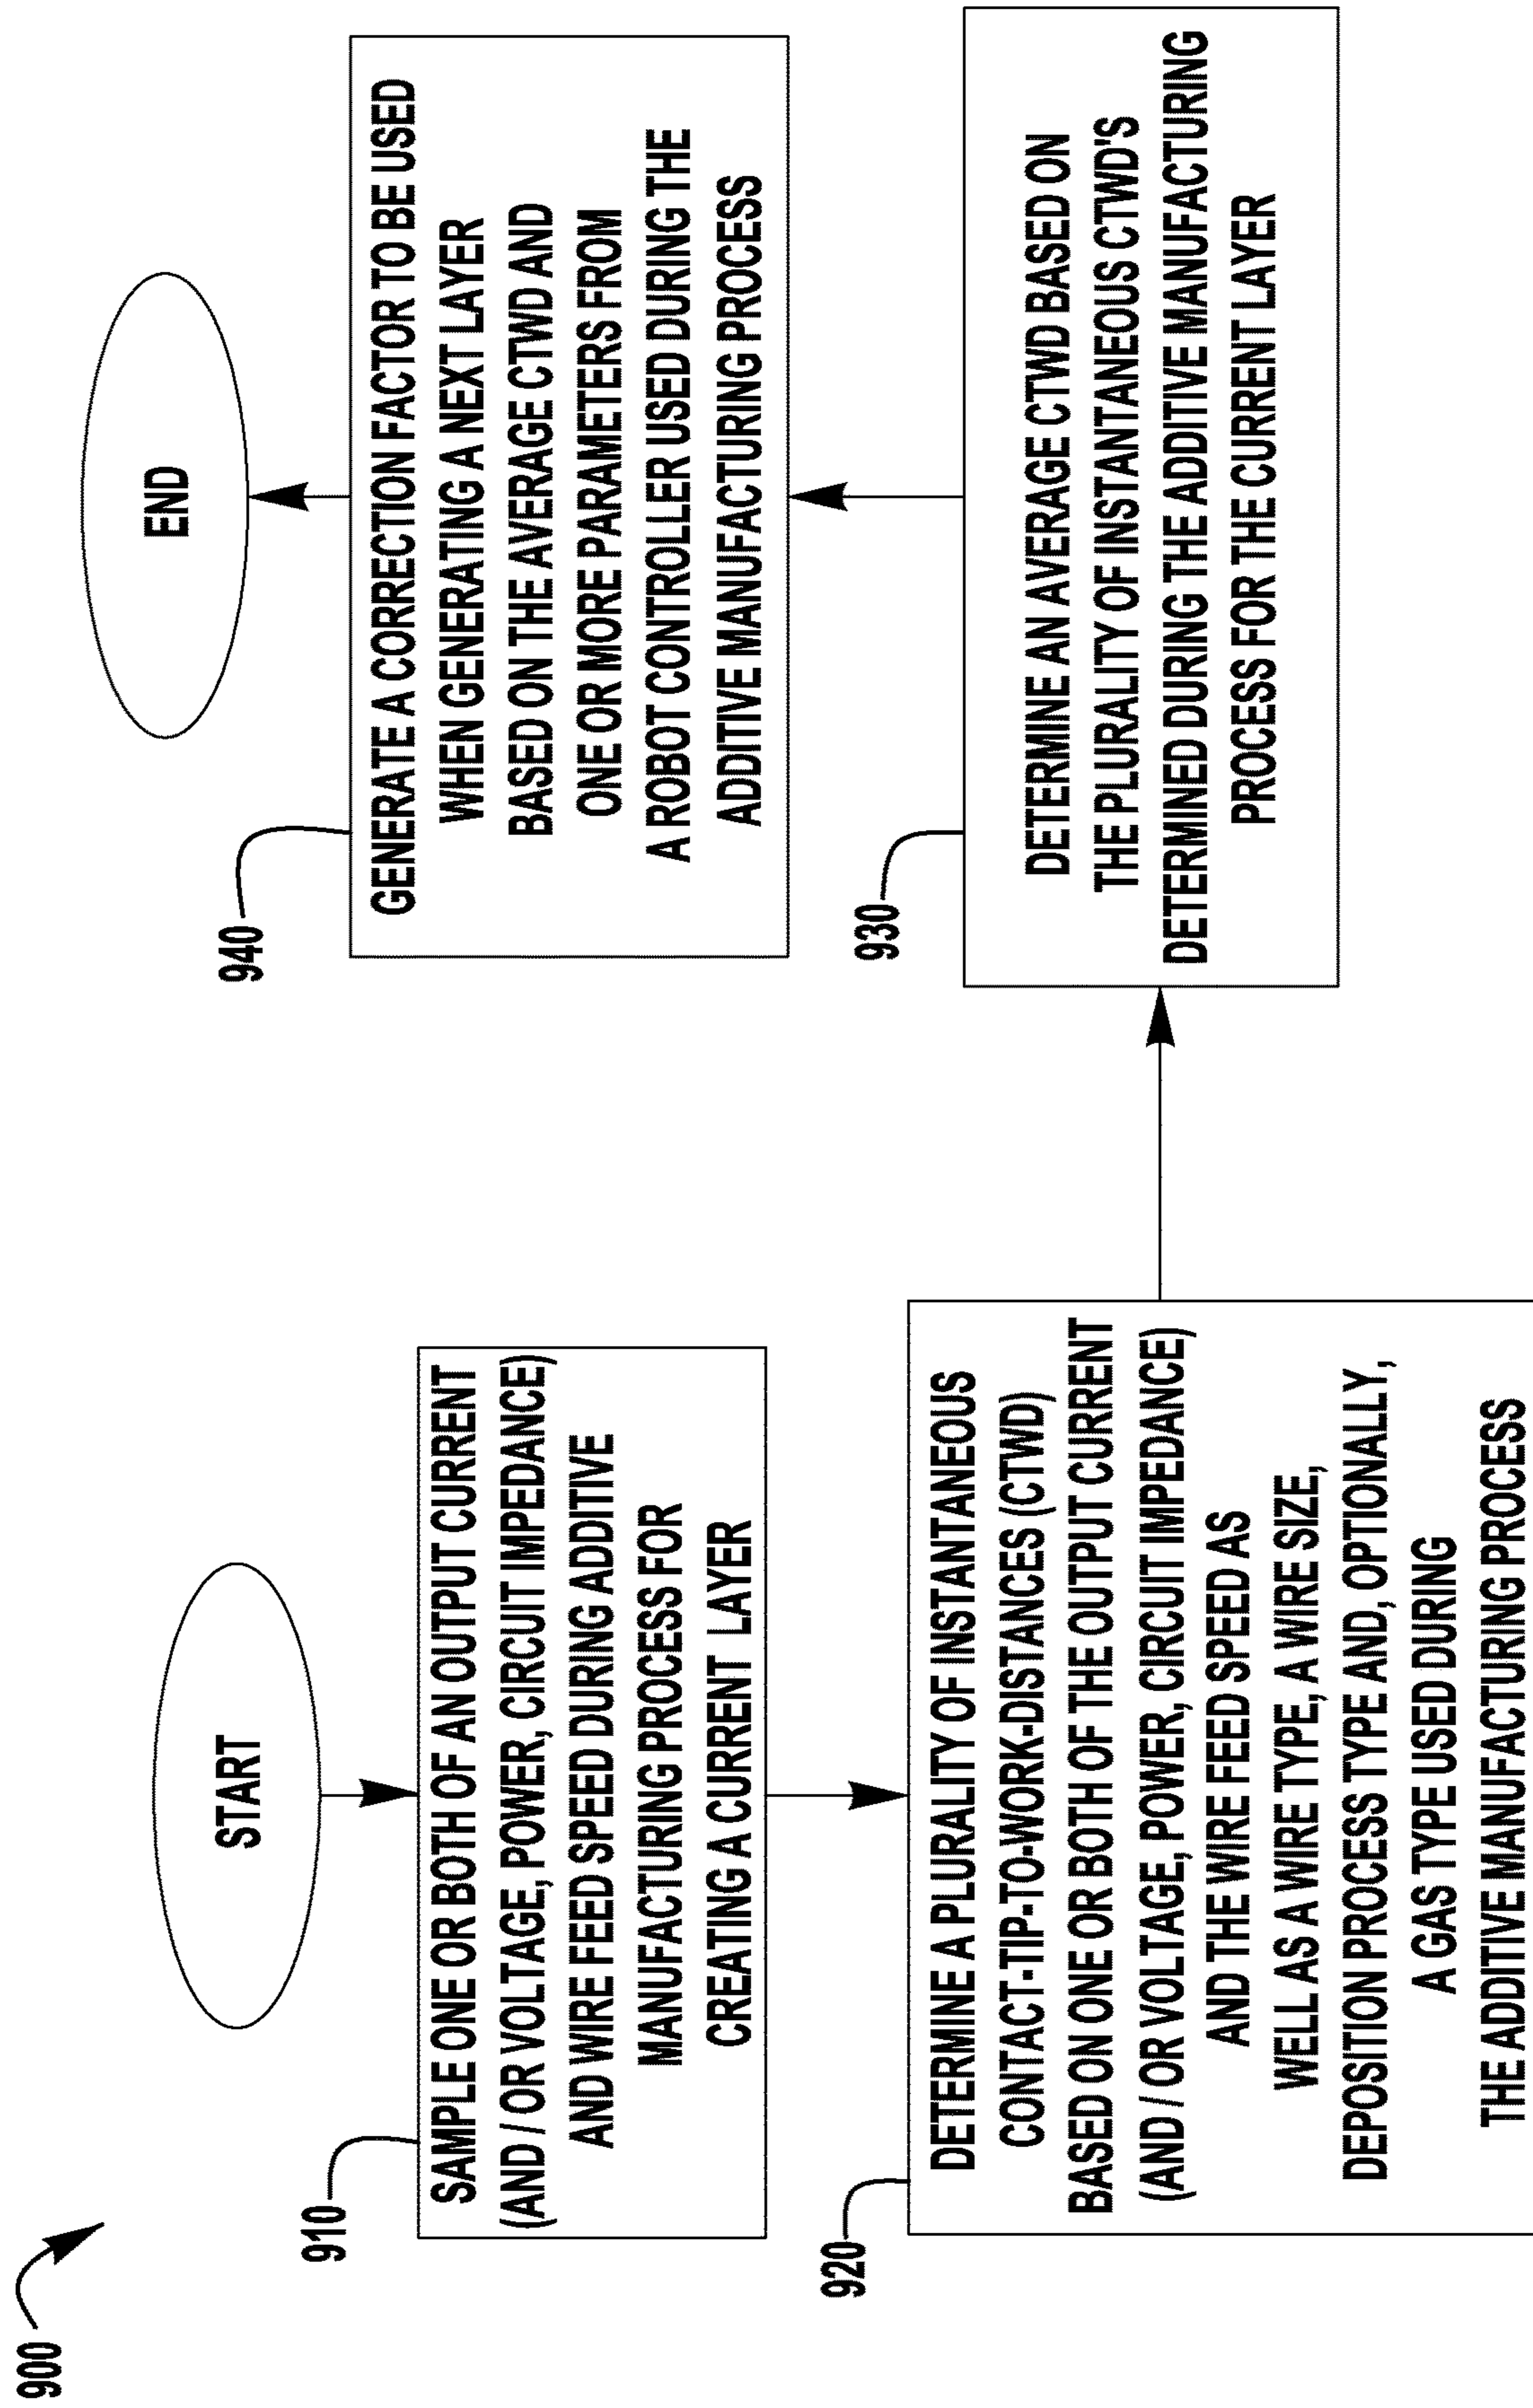 900
START
910
SAMPLE ONE OR BOTH OF AN OUTPUT CURRENT
(AND / OR VOLTAGE, POWER, CIRCUIT IMPEDANCE)
AND WIRE FEED SPEED DURING ADDITIVE
MANUFACTURING PROCESS FOR
CREATING A CURRENT LAYER
920
DETERMINE A PLURALITY OF INSTANTANEOUS
CONTACT-TIP-TO-WORK-DISTANCES (CTWD)
BASED ON ONE OR BOTH OF THE OUTPUT CURRENT
(AND / OR VOLTAGE, POWER, CIRCUIT IMPEDANCE)
AND THE WIRE FEED SPEED AS
WELL AS A WIRE TYPE, A WIRE SIZE,
DEPOSITION PROCESS TYPE AND, OPTIONALLY,
A GAS TYPE USED DURING
THE ADDITIVE MANUFACTURING PROCESS
930
DETERMINE AN AVERAGE CTWD BASED ON
THE PLURALITY OF INSTANTANEOUS CTWD'S
DETERMINED DURING THE ADDITIVE MANUFACTURING
PROCESS FOR THE CURRENT LAYER
940
GENERATE A CORRECTION FACTOR TO BE USED
WHEN GENERATING A NEXT LAYER
BASED ON THE AVERAGE CTWD AND
ONE OR MORE PARAMETERS FROM
A ROBOT CONTROLLER USED DURING THE
ADDITIVE MANUFACTURING PROCESS
END